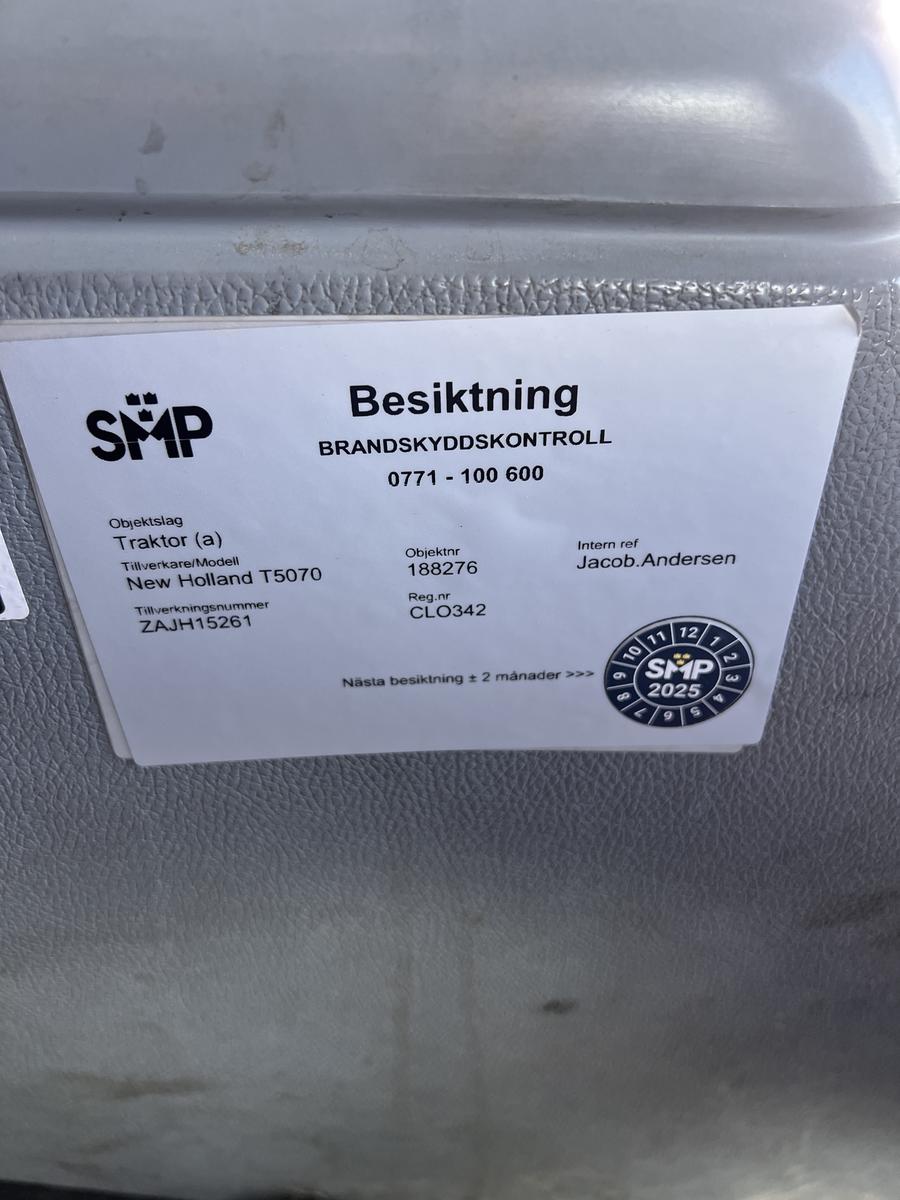 SMP
Besiktning
BRANDSKYDDSKONTROLL
0771 - 100 600
Objektslag
Traktor (a)
Tillverkare/Modell
New Holland T5070
Tillverkningsnummer
ZAJH15261
Objektnr
188276
Reg.nr
CLO342
Intern ref
Jacob.Andersen
Nästa besiktning ± 2 månader >>>
12 1 2 3 4 5 6 7 8 9 10 11
SMP
2025